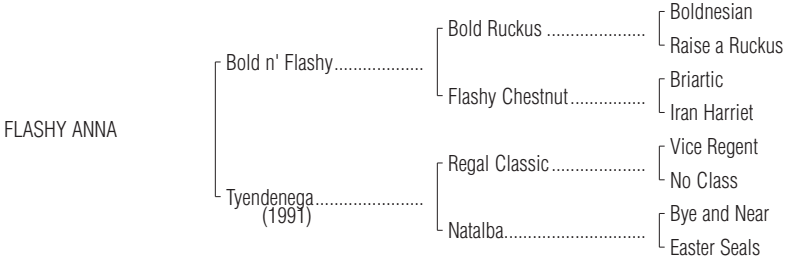 Boldnesian
Bold Ruckus ......................
Raise a Ruckus
Bold n' Flashy...................
Briartic
Flashy Chestnut................
Iran Harriet
FLASHY ANNA
Vice Regent
Regal Classic ....................
No Class
Tyendenega......................
(1991)
Bye and Near
Natalba..............................
Easter Seals